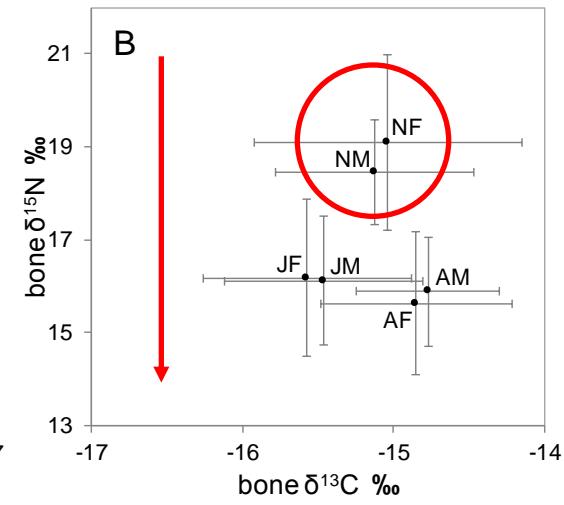 B
21
19
17
15
13
bone δ¹⁵N ‰
NF
NM
JF
JM
AM
AF
-17
-16
-15
-14
bone δ¹³C ‰